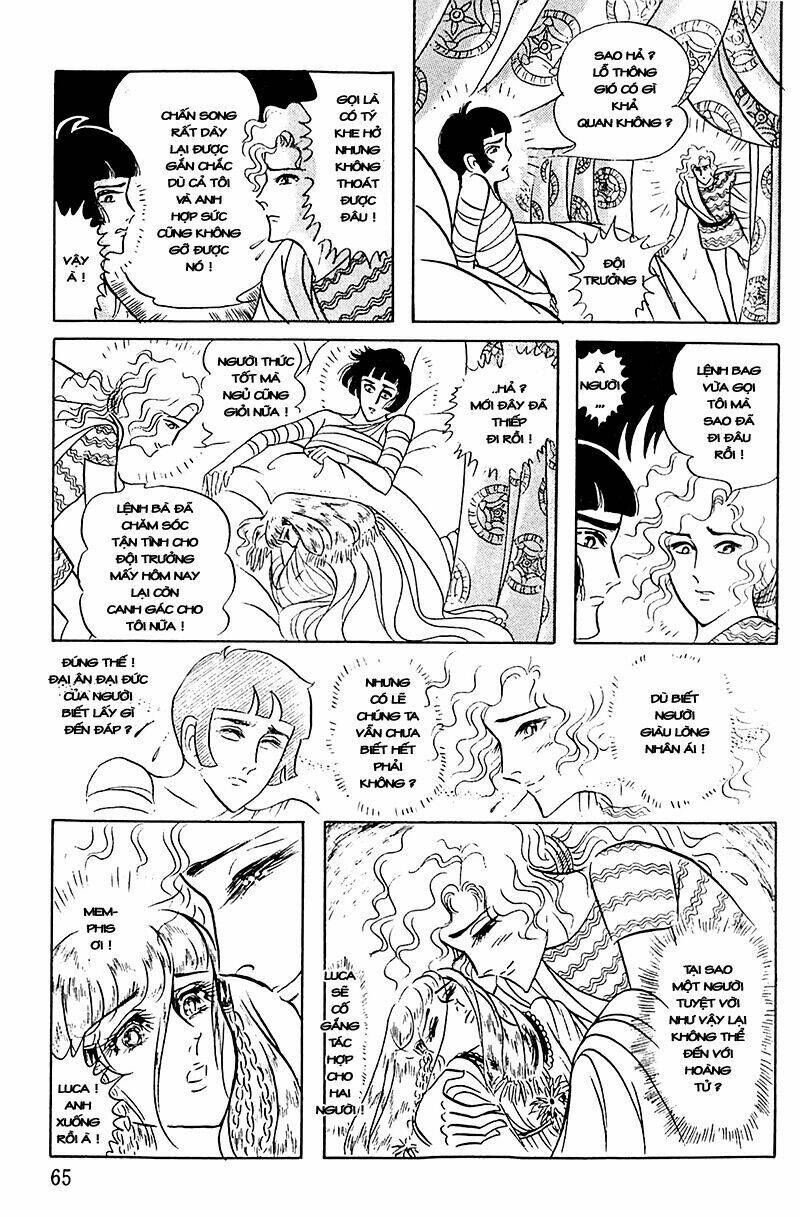 SAO HẢ ?
LỖ THÔNG
GIÓ CÓ GÌ
KHẢ
QUAN KHÔNG ?
ĐỘI
TRƯỞNG !
GỌI LÀ
CÓ TÝ
KHE HỞ
NHƯNG
KHÔNG
THOÁT
ĐƯỢC
ĐÂU !
CHẤN SONG
RẤT DÀY
LẠI ĐƯỢC
GẮN CHẮC
DÙ CẢ TÔI
VÀ ANH
HỢP SỨC
CŨNG KHÔNG
GỠ ĐƯỢC
NÓ !
VẬY
À !
LỆNH BAG
VỪA GỌI
TÔI MÀ
SAO ĐÃ
ĐI ĐÂU
RỒI !
À
NGƯỜI
...
..HẢ ?
MỚI ĐÂY ĐÃ
THIẾP
ĐI RỒI !
NGƯỜI THỨC
TỐT MÀ
NGỦ CŨNG
GIỎI NỮA !
LỆNH BÀ ĐÃ
CHĂM SÓC
TẬN TÌNH CHO
ĐỘI TRƯỞNG
MẤY HÔM NAY
LẠI CÒN
CANH GÁC CHO
TÔI NỮA !
DÙ BIẾT
NGƯỜI
GIÀU LÒNG
NHÂN ÁI !
NHƯNG
CÓ LẼ
CHÚNG TA
VẪN CHƯA
BIẾT HẾT
PHẢI
KHÔNG ?
ĐÚNG THẾ !
ĐẠI ÂN ĐẠI ĐỨC
CỦA NGƯỜI
BIẾT LẤY GÌ
ĐẾN ĐÁP ?
TẠI SAO
MỘT NGƯỜI
TUYỆT VỜI
NHƯ VẬY LẠI
KHÔNG THỂ
ĐẾN VỚI
HOÀNG
TỬ ?
LUCA
SẼ
CỐ
GẮNG
TÁC
HỢP
CHO
HAI
NGƯỜI !
MEM-
PHIS
ƠI !
LUCA !
ANH
XUỐNG
RỒI À !
65